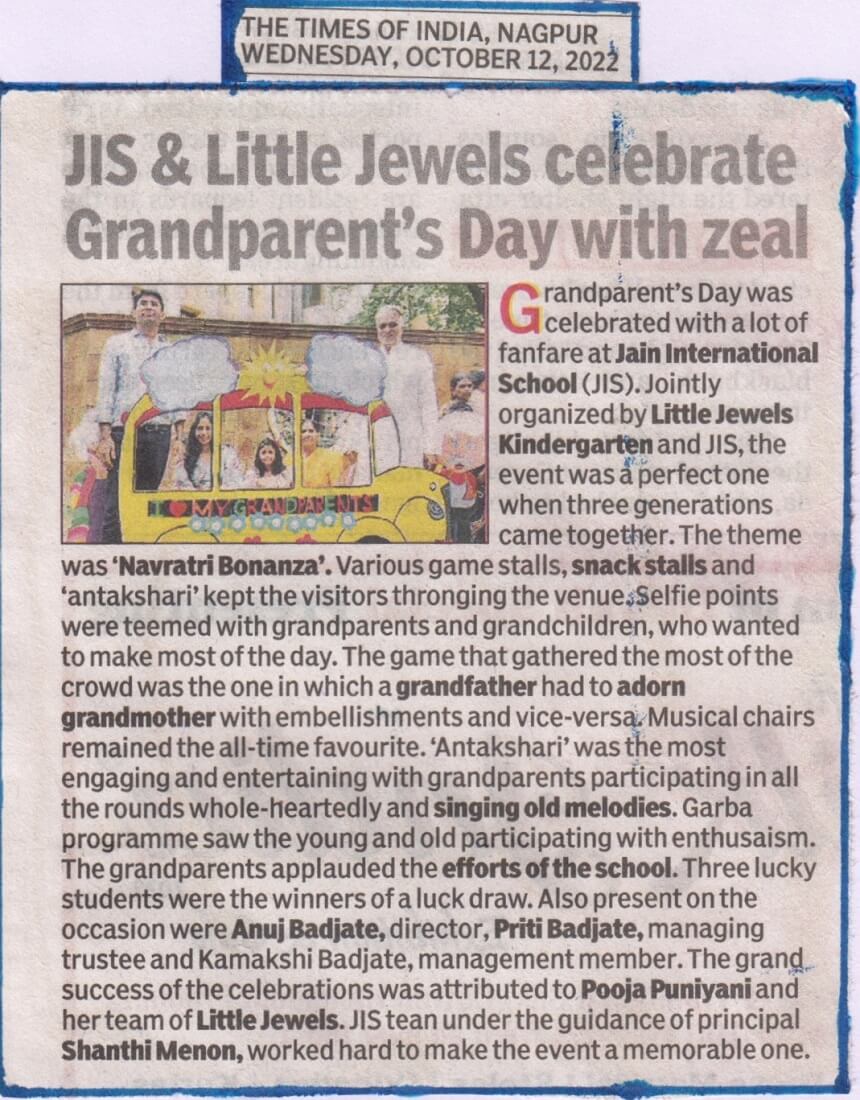 THE TIMES OF INDIA, NAGPUR
WEDNESDAY, OCTOBER 12, 2022
JIS & Little Jewels celebrate
Grandparent's Day with zeal
I ❤ MY GRANDPARENTS
Grandparent's Day was
celebrated with a lot of
fanfare at Jain International
School (JIS). Jointly
organized by Little Jewels
Kindergarten and JIS, the
event was a perfect one
when three generations
came together. The theme
was 'Navratri Bonanza'. Various game stalls, snack stalls and
'antakshari' kept the visitors thronging the venue. Selfie points
were teemed with grandparents and grandchildren, who wanted
to make most of the day. The game that gathered the most of the
crowd was the one in which a grandfather had to adorn
grandmother with embellishments and vice-versa. Musical chairs
remained the all-time favourite. 'Antakshari' was the most
engaging and entertaining with grandparents participating in all
the rounds whole-heartedly and singing old melodies. Garba
programme saw the young and old participating with enthusaism.
The grandparents applauded the efforts of the school. Three lucky
students were the winners of a luck draw. Also present on the
occasion were Anuj Badjate, director, Priti Badjate, managing
trustee and Kamakshi Badjate, management member. The grand
success of the celebrations was attributed to Pooja Puniyani and
her team of Little Jewels. JIS tean under the guidance of principal
Shanthi Menon, worked hard to make the event a memorable one.